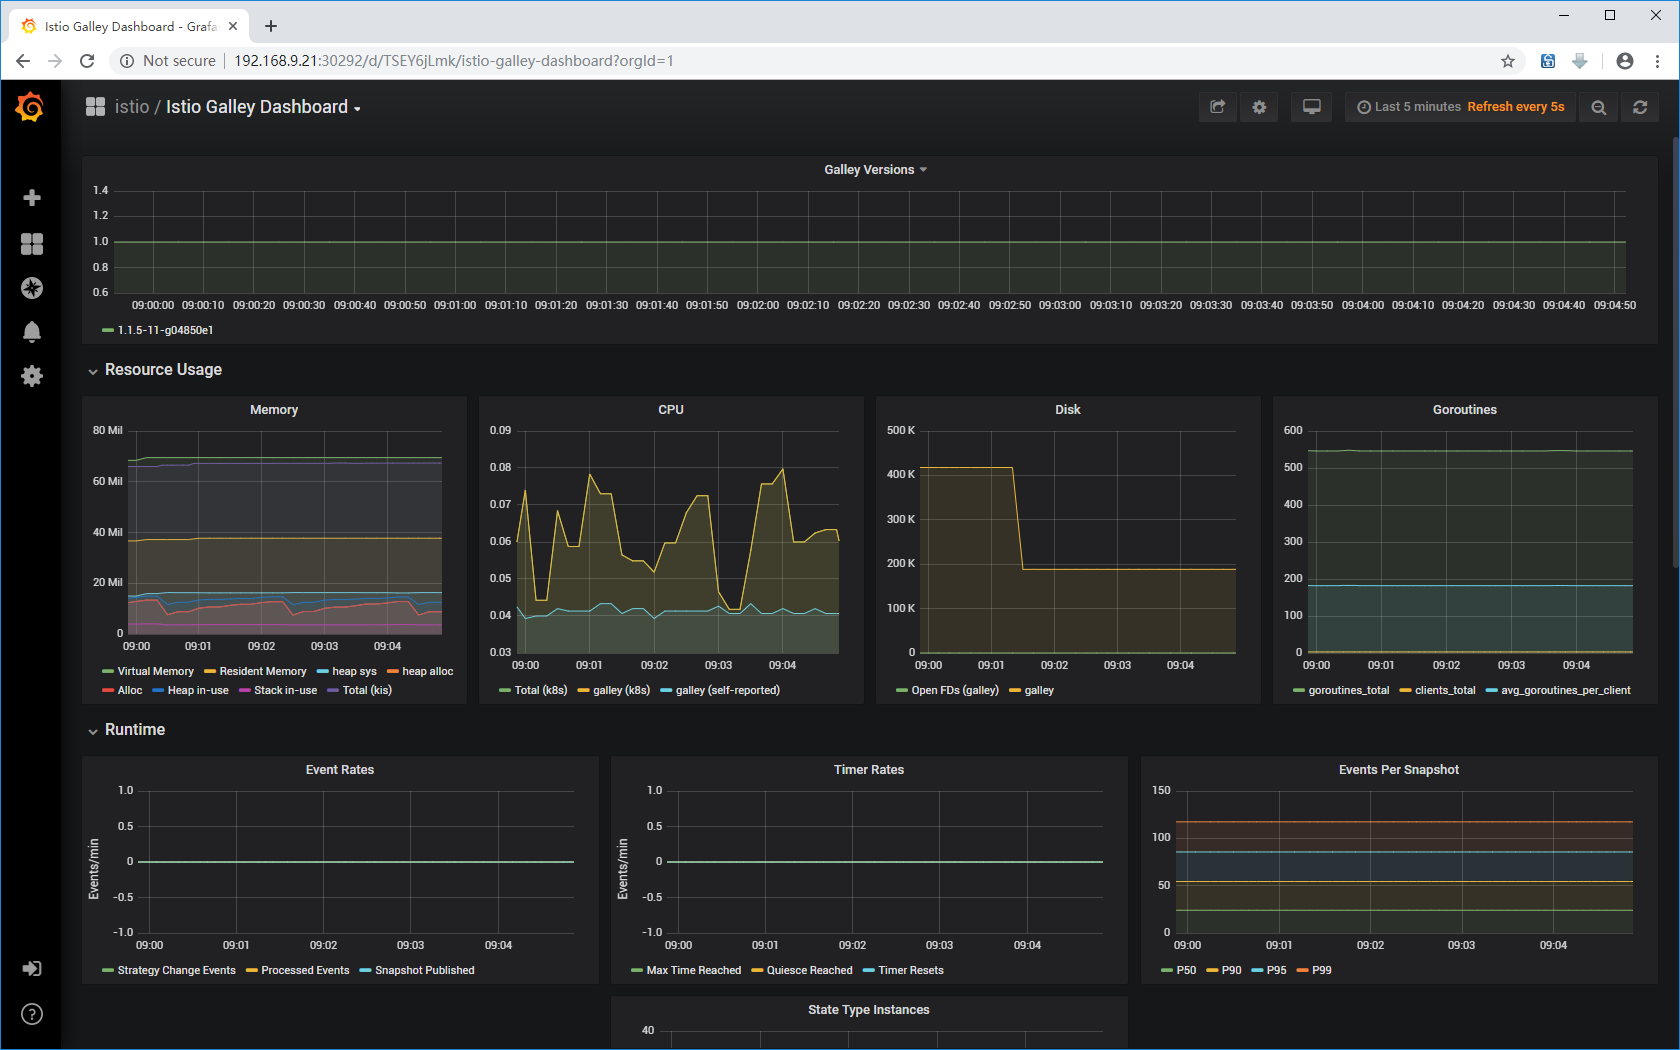 Istio Galley Dashboard - Grafa
Not secure
192.168.9.21:30292/d/TSEY6jLmk/istio-galley-dashboard?orgId=1
istio / Istio Galley Dashboard
Last 5 minutes Refresh every 5s
Galley Versions
1.4
1.2
1.0
0.8
0.6
09:00:00 09:00:10 09:00:20 09:00:30 09:00:40 09:00:50 09:01:00 09:01:10 09:01:20 09:01:30 09:01:40 09:01:50 09:02:00 09:02:10 09:02:20 09:02:30 09:02:40 09:02:50 09:03:00 09:03:10 09:03:20 09:03:30 09:03:40 09:03:50 09:04:00 09:04:10 09:04:20 09:04:30 09:04:40 09:04:50
1.1.5-11-g04850e1
Resource Usage
Memory
80 Mil
60 Mil
40 Mil
20 Mil
0
09:00 09:01 09:02 09:03 09:04
Virtual Memory Resident Memory heap sys heap alloc
Alloc Heap in-use Stack in-use Total (kis)
CPU
0.09
0.08
0.07
0.06
0.05
0.04
0.03
09:00 09:01 09:02 09:03 09:04
Total (k8s) galley (k8s) galley (self-reported)
Disk
500 K
400 K
300 K
200 K
100 K
0
09:00 09:01 09:02 09:03 09:04
Open FDs (galley) galley
Goroutines
600
500
400
300
200
100
0
09:00 09:01 09:02 09:03 09:04
goroutines_total clients_total avg_goroutines_per_client
Runtime
Event Rates
Events/min
1.0
0.5
0
-0.5
-1.0
09:00 09:01 09:02 09:03 09:04
Strategy Change Events Processed Events Snapshot Published
Timer Rates
Events/min
1.0
0.5
0
-0.5
-1.0
09:00 09:01 09:02 09:03 09:04
Max Time Reached Quiesce Reached Timer Resets
Events Per Snapshot
150
100
50
0
09:00 09:01 09:02 09:03 09:04
P50 P90 P95 P99
State Type Instances
40